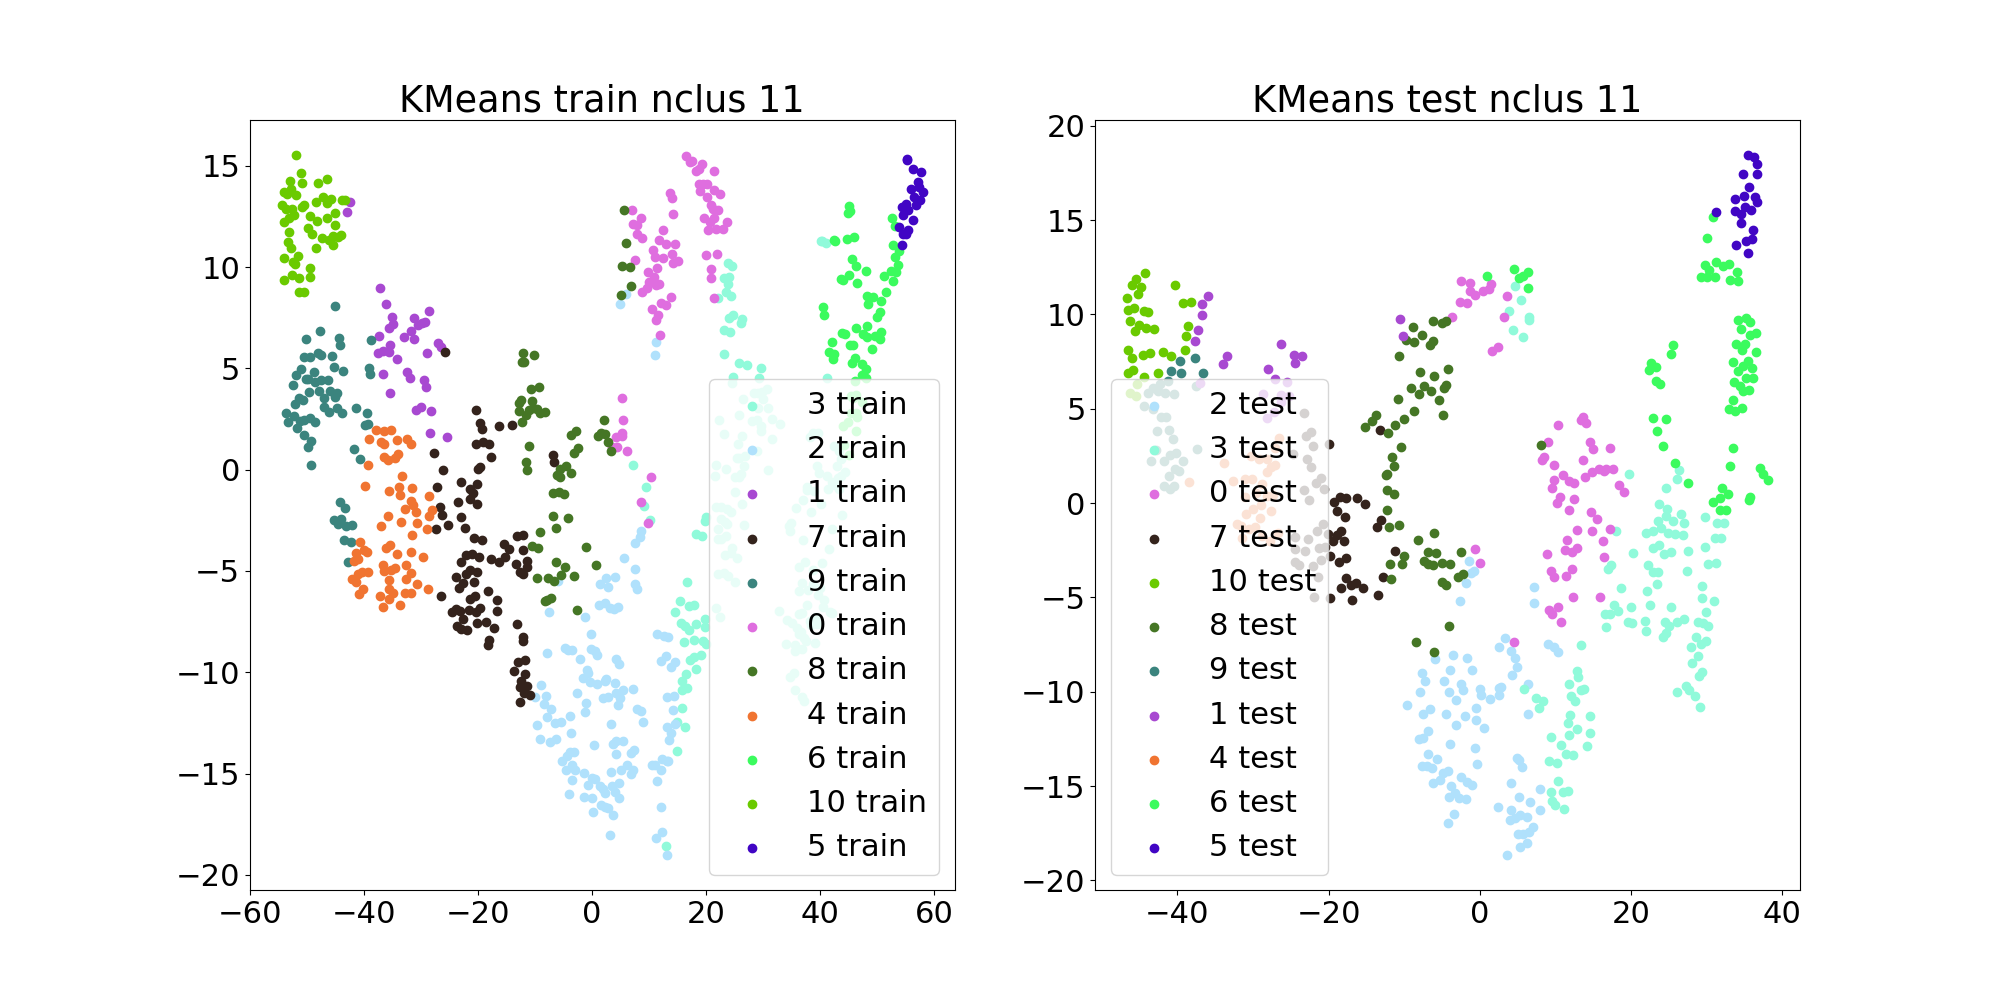 KMeans train nclus 11
15
10
5
0
−5
−10
−15
−20
−60
−40
−20
0
20
40
60
3 train
2 train
1 train
7 train
9 train
0 train
8 train
4 train
6 train
10 train
5 train
KMeans test nclus 11
20
15
10
5
0
−5
−10
−15
−20
−40
−20
0
20
40
2 test
3 test
0 test
7 test
10 test
8 test
9 test
1 test
4 test
6 test
5 test